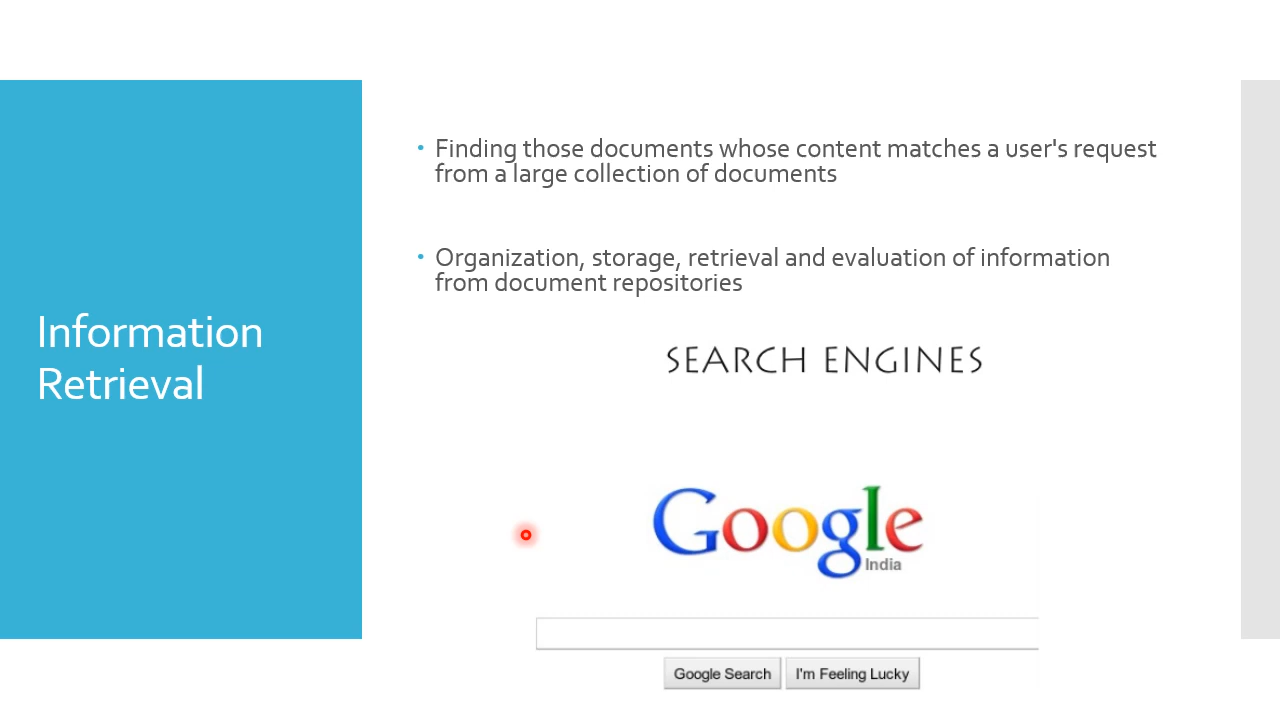 Information
Retrieval
• Finding those documents whose content matches a user's request
from a large collection of documents
• Organization, storage, retrieval and evaluation of information
from document repositories
SEARCH ENGINES
Google
India
Google Search
I'm Feeling Lucky